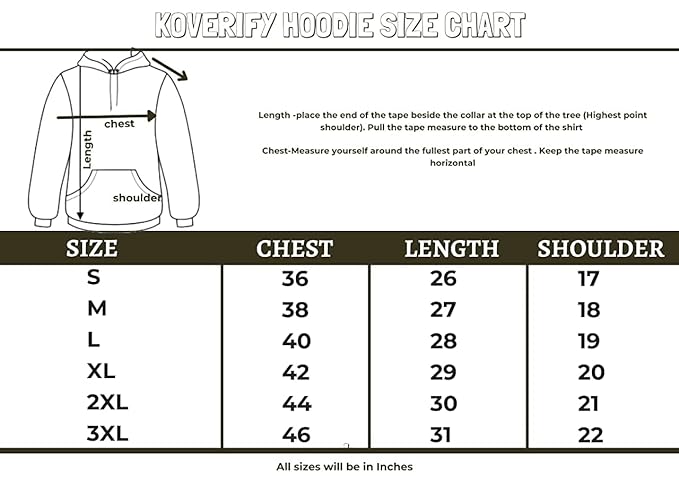 KOVERIFY HOODIE SIZE CHART
chest
Length
shoulder
Length -place the end of the tape beside the collar at the top of the tree (Highest point
shoulder). Pull the tape measure to the bottom of the shirt
Chest-Measure yourself around the fullest part of your chest . Keep the tape measure
horizontal
SIZE CHEST LENGTH SHOULDER
S 36 26 17
M 38 27 18
L 40 28 19
XL 42 29 20
2XL 44 30 21
3XL 46 31 22
All sizes will be in Inches